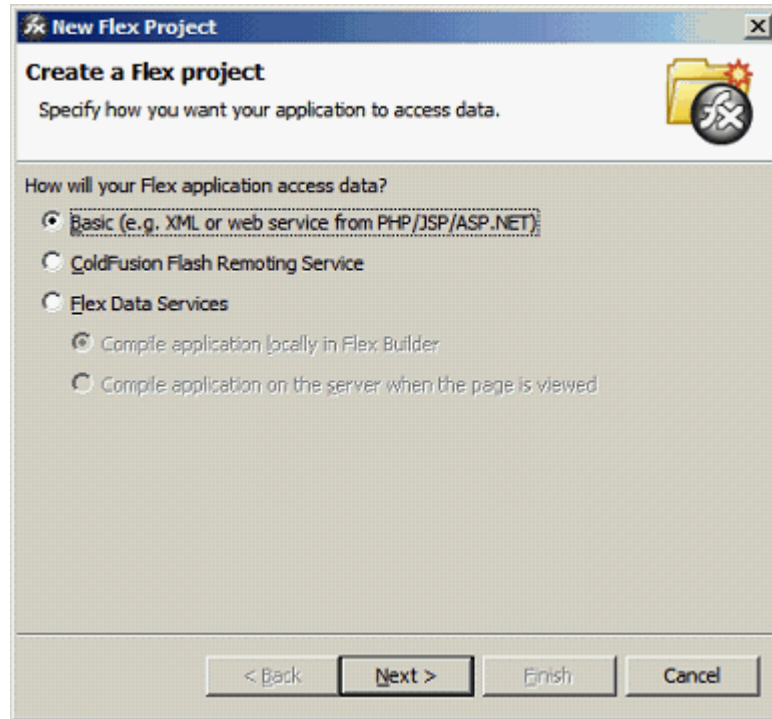 New Flex Project
Create a Flex project
Specify how you want your application to access data.
How will your Flex application access data?
Basic (e.g. XML or web service from PHP/JSP/ASP.NET)
ColdFusion Flash Remoting Service
Flex Data Services
Compile application locally in Flex Builder
Compile application on the server when the page is viewed
< Back Next > Finish Cancel